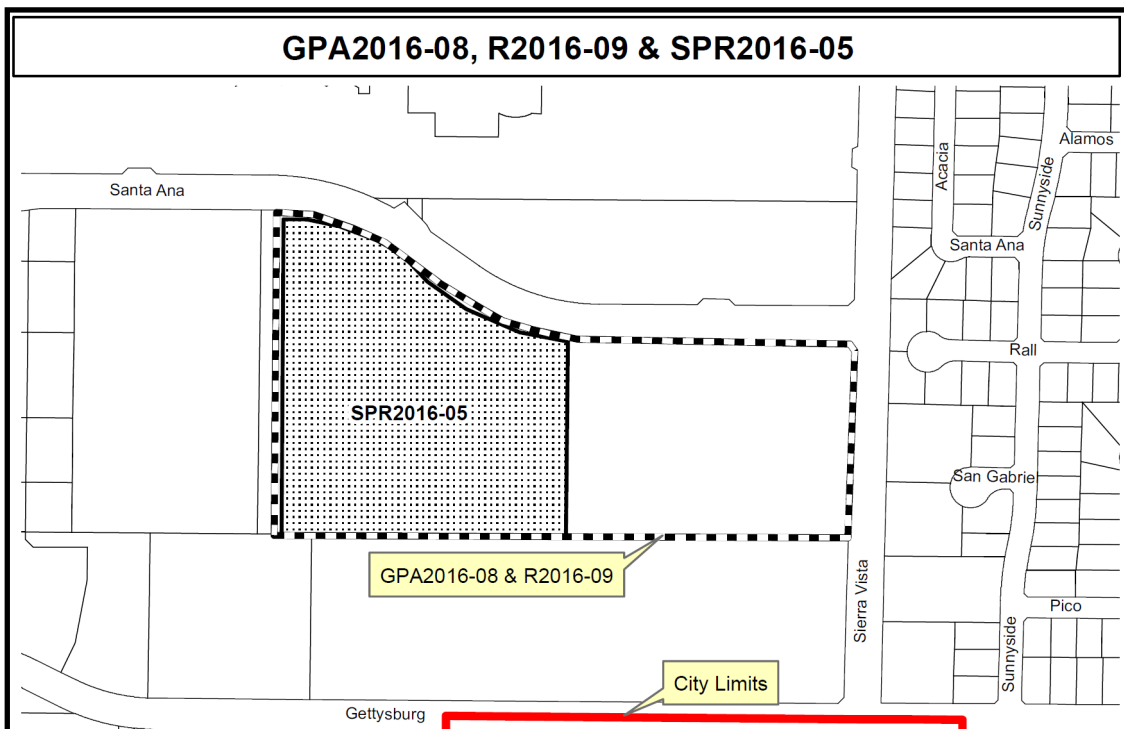 GPA2016-08, R2016-09 & SPR2016-05
Alamos
Acacia
Sunnyside
Santa Ana
Santa Ana
Rall
SPR2016-05
San Gabriel
GPA2016-08 & R2016-09
Sierra Vista
Pico
Sunnyside
City Limits
Gettysburg